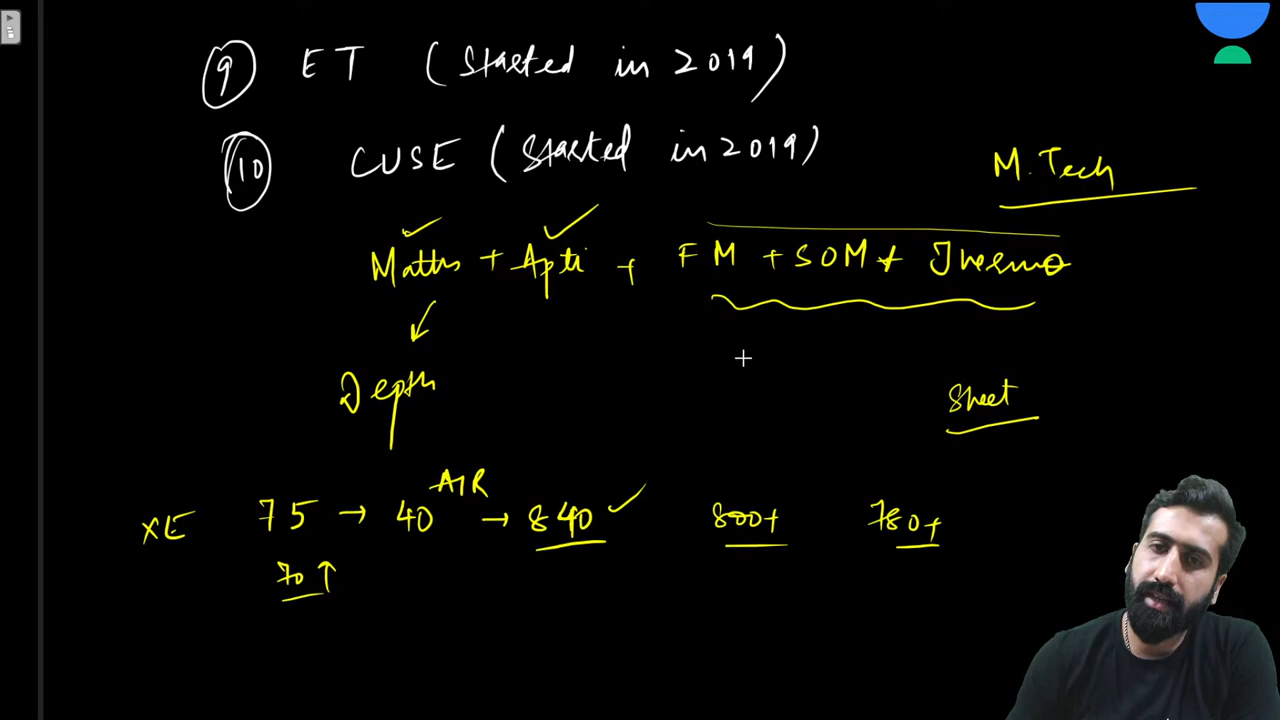 9 ET (Started in 2019)
10 CUSE (Started in 2019)
M.Tech
Maths + Apti + FM + SOM + Thermo
Depth
Sheet
AIR
XE 75 → 40 → 840 ✓ 800+ 780+
70 ↑